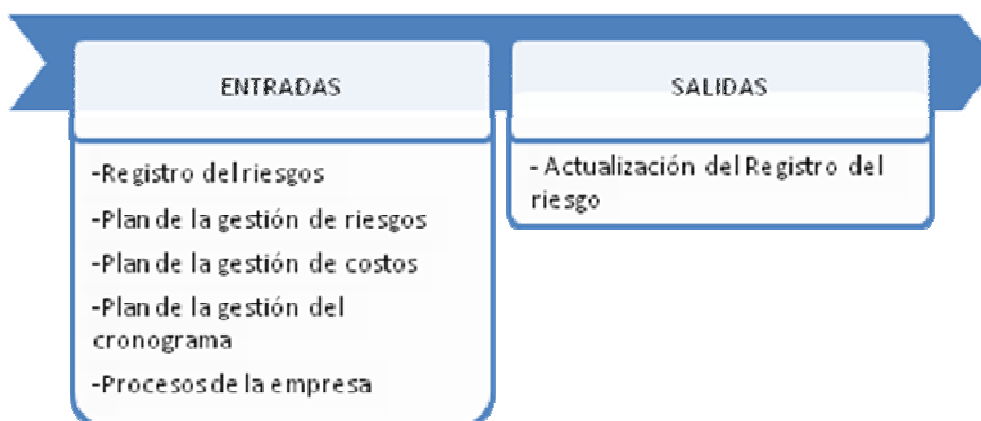 ENTRADAS
-Registro del riesgos
-Plan de la gestión de riesgos
-Plan de la gestión de costos
-Plan de la gestión del
cronograma
-Procesos de la empresa
SALIDAS
- Actualización del Registro del
riesgo